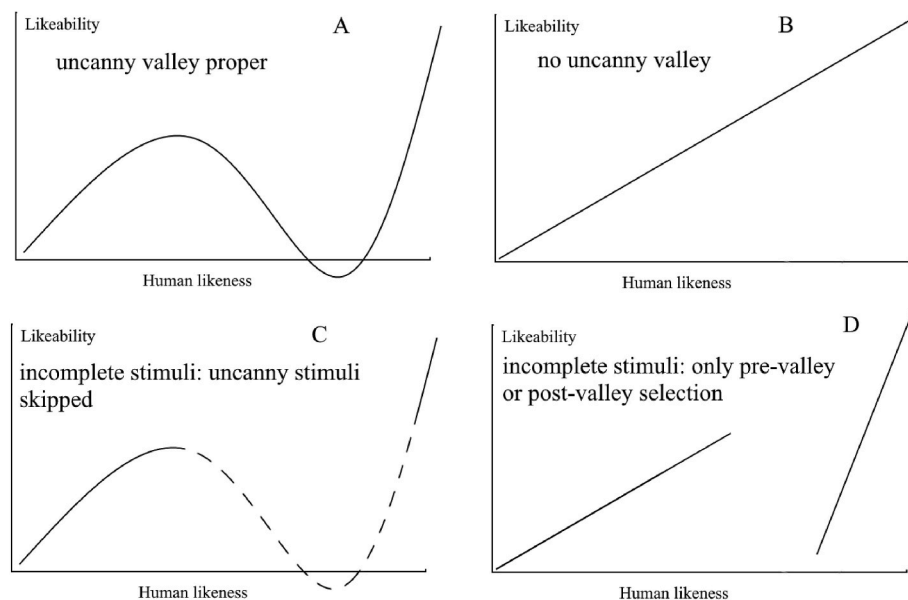 Likeability
A
uncanny valley proper
Human likeness
Likeability
B
no uncanny valley
Human likeness
Likeability
C
incomplete stimuli: uncanny stimuli
skipped
Human likeness
Likeability
D
incomplete stimuli: only pre-valley
or post-valley selection
Human likeness